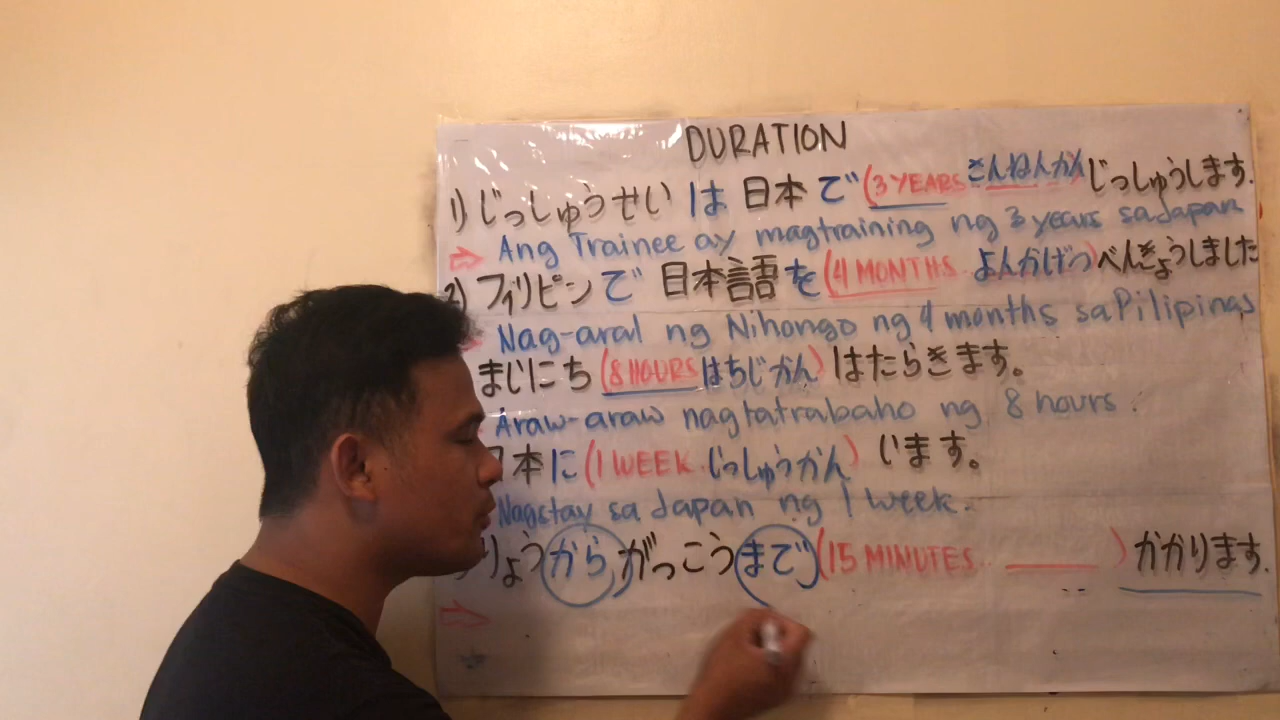 DURATION
1) じっしゅうせい は 日本 で (3 YEARS さんねんかん) じっしゅうします.
⇒ Ang Trainee ay magtraining ng 3 years sa Japan
2) フィリピン で 日本語 を (4 MONTHS よんかげつ) べんきょうしました
Nag-aral ng Nihongo ng 4 months sa Pilipinas
まじにち (8 HOURS はちじかん) はたらきます。
Araw-araw nagtatrabaho ng 8 hours.
本 に (1 WEEK じっしゅうかん) います。
Nagstay sa Japan ng 1 week.
りょう から がっこう まで (15 MINUTES ______ ) かかります.
⇒